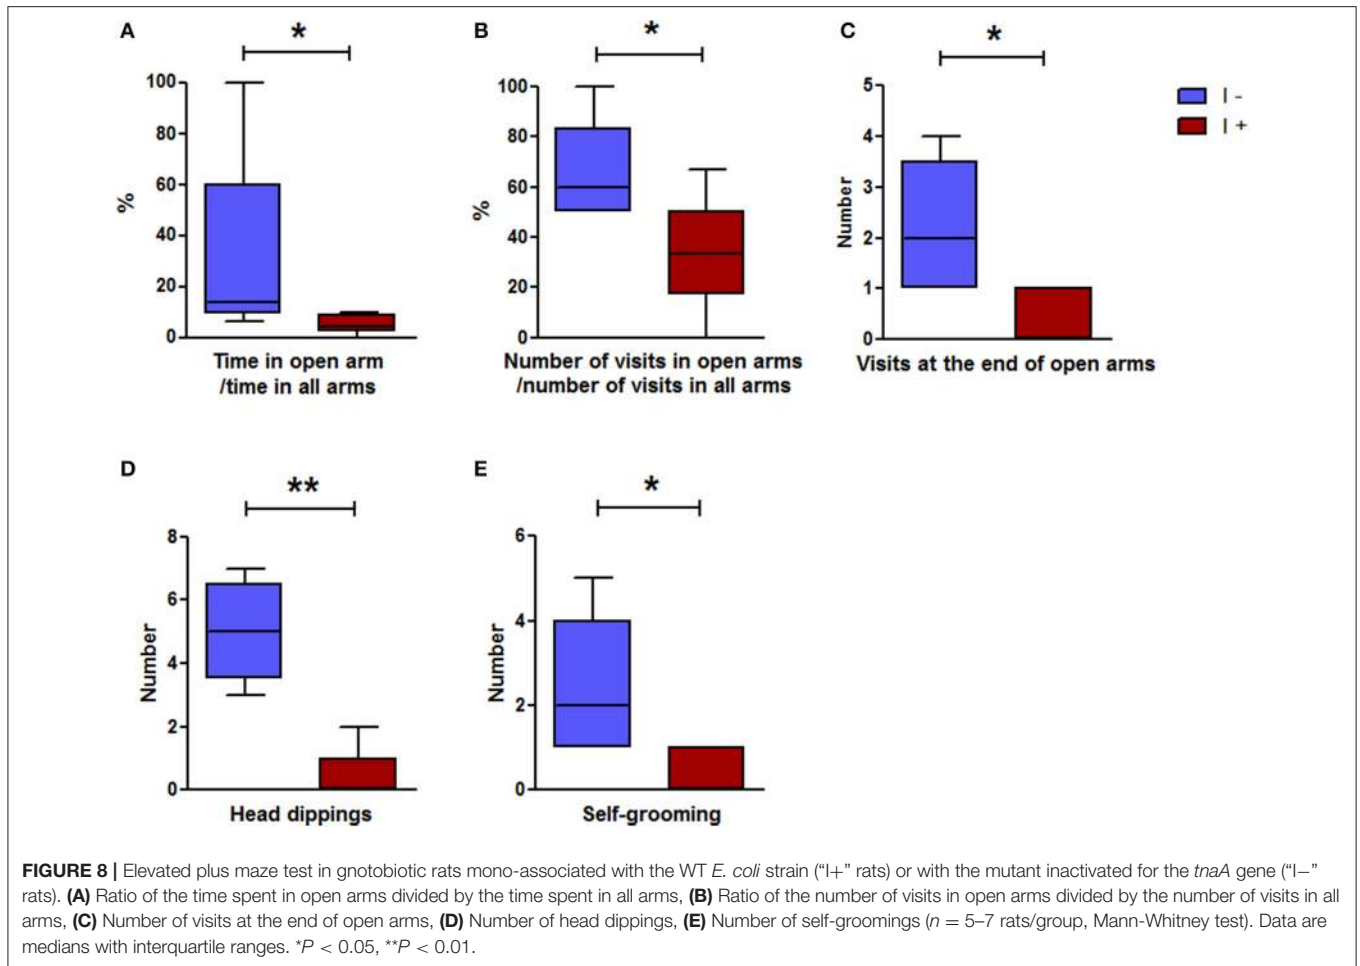 A
*
100
80
60
40
20
0
%
Time in open arm
/time in all arms
B
*
100
80
60
40
20
0
%
Number of visits in open arms
/number of visits in all arms
C
*
5
4
3
2
1
0
Number
Visits at the end of open arms
I -
I +
D
**
8
6
4
2
0
Number
Head dippings
E
*
6
4
2
0
Number
Self-grooming
FIGURE 8 | Elevated plus maze test in gnotobiotic rats mono-associated with the WT E. coli strain (“I+” rats) or with the mutant inactivated for the tnaA gene (“I−”
rats). (A) Ratio of the time spent in open arms divided by the time spent in all arms, (B) Ratio of the number of visits in open arms divided by the number of visits in all
arms, (C) Number of visits at the end of open arms, (D) Number of head dippings, (E) Number of self-groomings (n = 5–7 rats/group, Mann-Whitney test). Data are
medians with interquartile ranges. *P < 0.05, **P < 0.01.